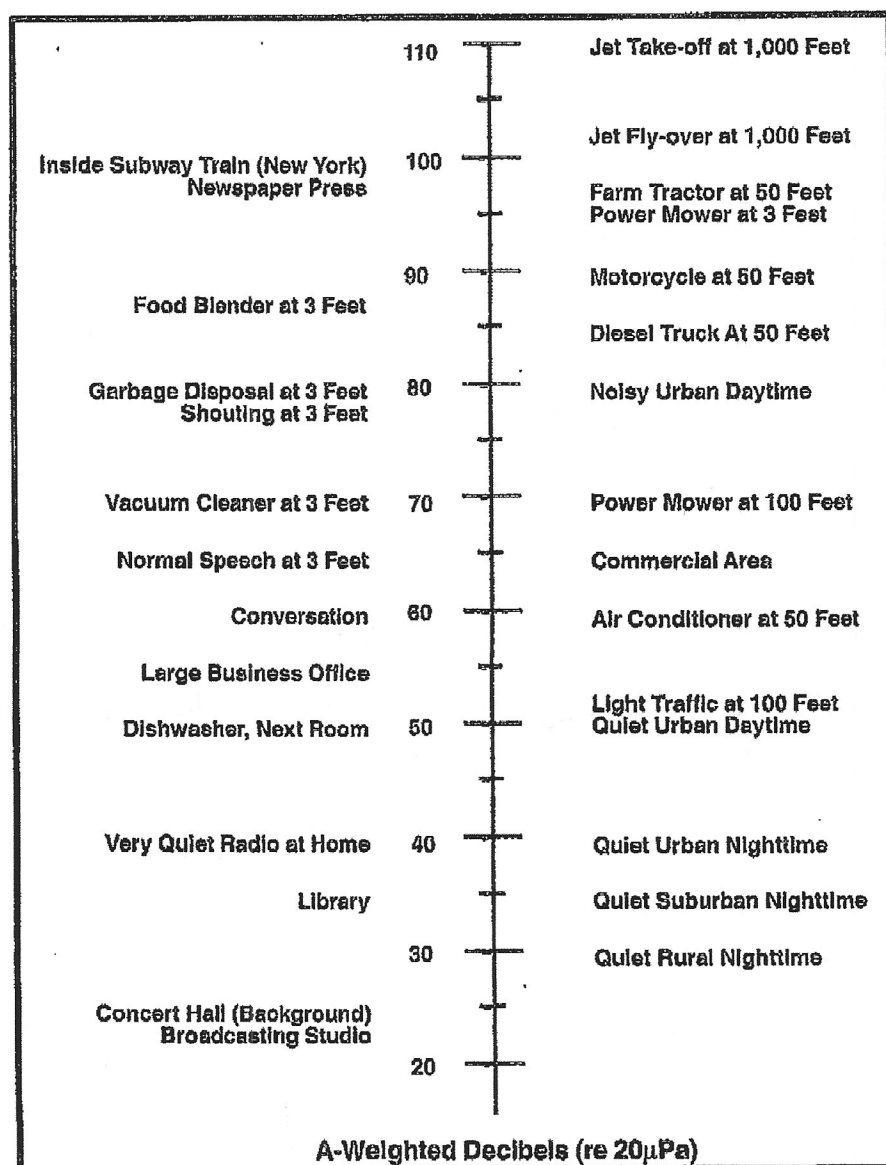 110 Jet Take-off at 1,000 Feet
Jet Fly-over at 1,000 Feet
Inside Subway Train (New York) 100
Newspaper Press
Farm Tractor at 50 Feet
Power Mower at 3 Feet
90 Motorcycle at 50 Feet
Food Blender at 3 Feet
Diesel Truck At 50 Feet
Garbage Disposal at 3 Feet 80 Noisy Urban Daytime
Shouting at 3 Feet
Vacuum Cleaner at 3 Feet 70 Power Mower at 100 Feet
Normal Speech at 3 Feet Commercial Area
Conversation 60 Air Conditioner at 50 Feet
Large Business Office
Light Traffic at 100 Feet
Dishwasher, Next Room 50 Quiet Urban Daytime
Very Quiet Radio at Home 40 Quiet Urban Nighttime
Library Quiet Suburban Nighttime
30 Quiet Rural Nighttime
Concert Hall (Background)
Broadcasting Studio
20
A-Weighted Decibels (re 20µPa)